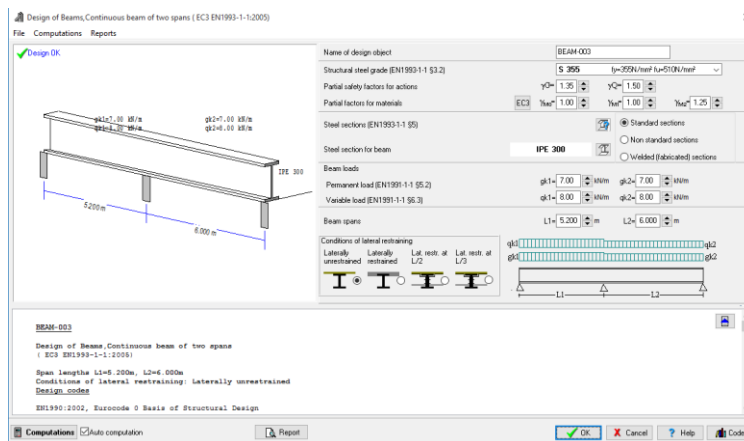 Design of Beams,Continuous beam of two spans ( EC3 EN1993-1-1:2005)
File Computations Reports
Design OK
gk1=7.00 kN/m gk2=7.00 kN/m
qk1=8.00 kN/m qk2=8.00 kN/m
IPE 300
5.200m
6.000 m
Name of design object BEAM-003
Structural steel grade (EN1993-1-1 §3.2) S 355 fy=355N/mm² fu=510N/mm²
Partial safety factors for actions γG= 1.35 γQ= 1.50
Partial factors for materials EC3 γM0= 1.00 γM1= 1.00 γM2= 1.25
Steel sections (EN1993-1-1 §5) Standard sections
Non standard sections
Steel section for beam IPE 300
Welded (fabricated) sections
Beam loads
Permanent load (EN1991-1-1 §5.2) gk1= 7.00 kN/m gk2= 7.00 kN/m
Variable load (EN1991-1-1 §6.3) qk1= 8.00 kN/m qk2= 8.00 kN/m
Beam spans L1= 5.200 m L2= 6.000 m
Conditions of lateral restraining
Laterally unrestrained Laterally restrained Lat. restr. at L/2 Lat. restr. at L/3
qk1 qk2
gk1 gk2
L1 L2
BEAM-003
Design of Beams,Continuous beam of two spans
( EC3 EN1993-1-1:2005)
Span lengths L1=5.200m, L2=6.000m
Conditions of lateral restraining: Laterally unrestrained
Design codes
EN1990:2002, Eurocode 0 Basis of Structural Design
Computations Auto computation Report OK Cancel Help Code